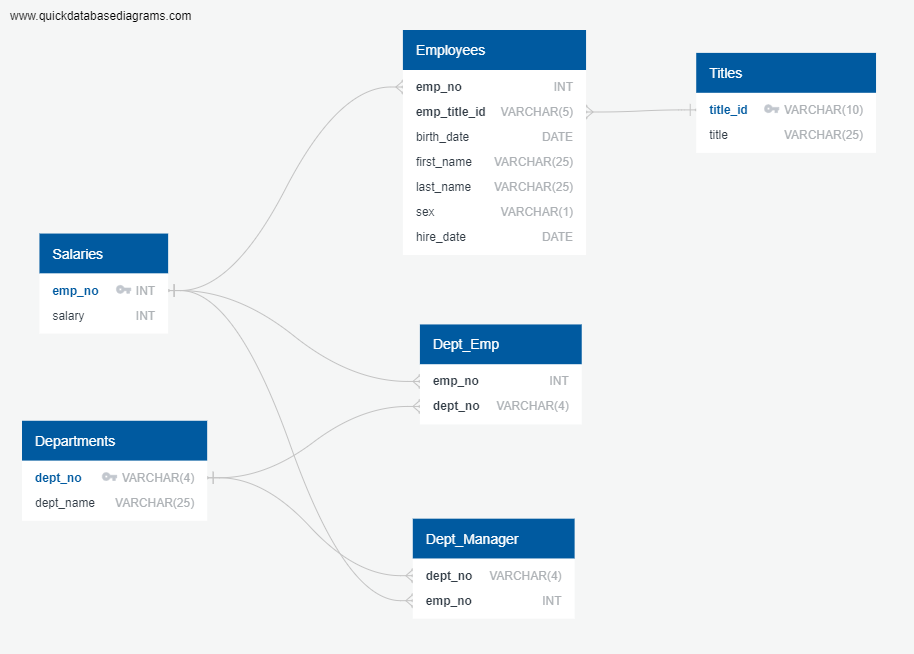 www.quickdatabasediagrams.com
Employees
emp_no INT
emp_title_id VARCHAR(5)
birth_date DATE
first_name VARCHAR(25)
last_name VARCHAR(25)
sex VARCHAR(1)
hire_date DATE
Titles
title_id VARCHAR(10)
title VARCHAR(25)
Salaries
emp_no INT
salary INT
Dept_Emp
emp_no INT
dept_no VARCHAR(4)
Departments
dept_no VARCHAR(4)
dept_name VARCHAR(25)
Dept_Manager
dept_no VARCHAR(4)
emp_no INT